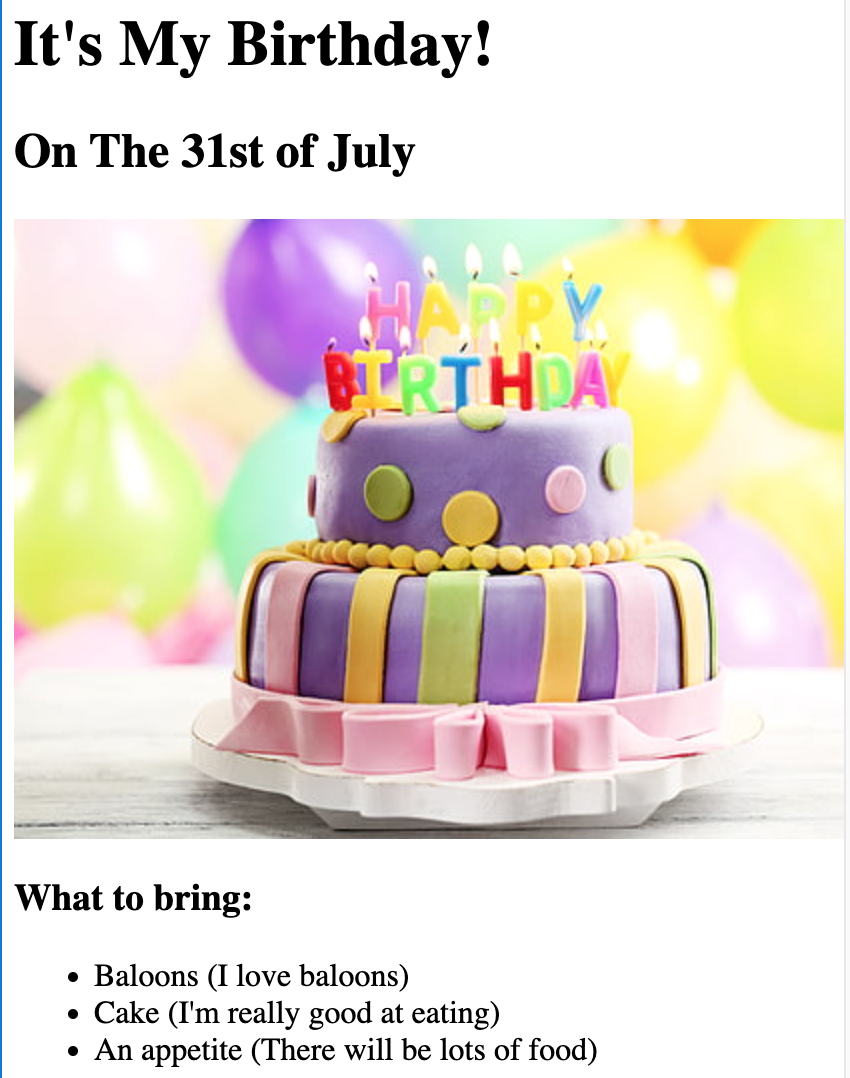 It's My Birthday!
On The 31st of July
HAPPY
BIRTHDAY
What to bring:
Baloons (I love baloons)
Cake (I'm really good at eating)
An appetite (There will be lots of food)